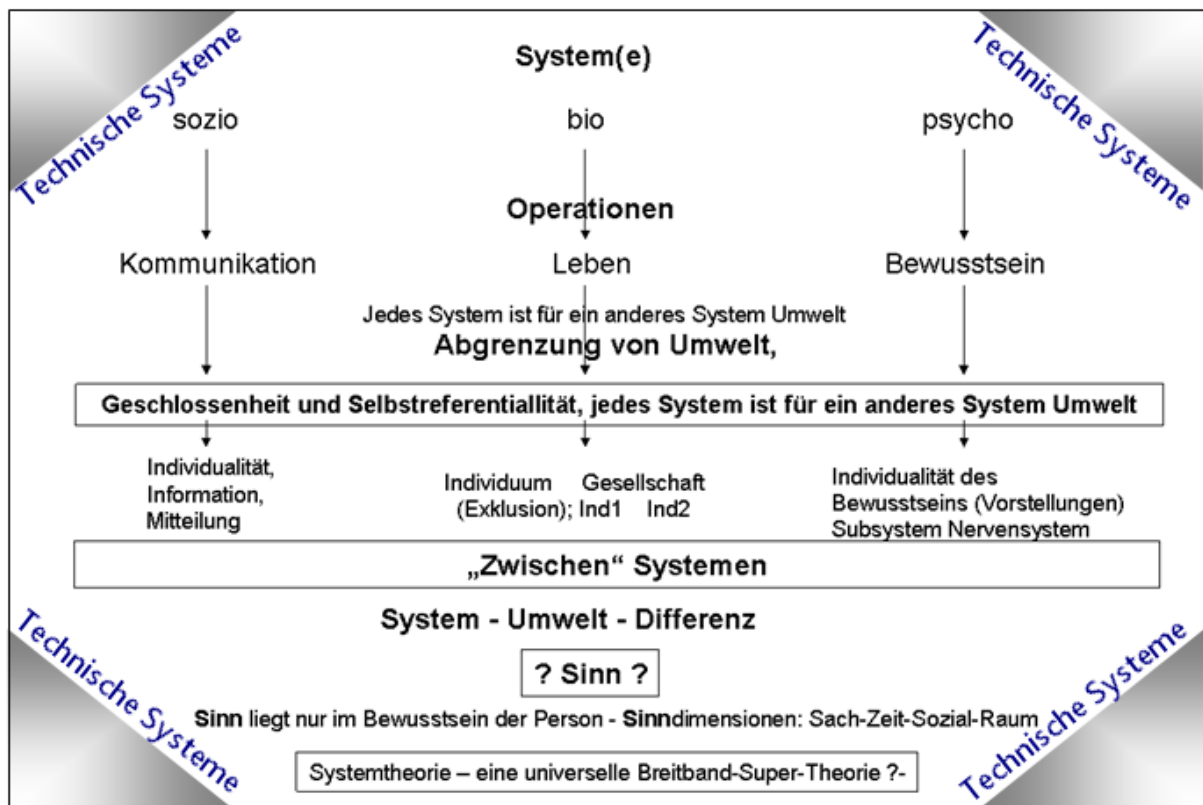 Technische Systeme
Technische Systeme
System(e)
sozio bio psycho
Operationen
Kommunikation Leben Bewusstsein
Jedes System ist für ein anderes System Umwelt
Abgrenzung von Umwelt,
Geschlossenheit und Selbstreferentiallität, jedes System ist für ein anderes System Umwelt
Individualität,
Information,
Mitteilung
Individuum Gesellschaft
(Exklusion); Ind1 Ind2
Individualität des
Bewusstseins (Vorstellungen)
Subsystem Nervensystem
„Zwischen“ Systemen
System - Umwelt - Differenz
? Sinn ?
Sinn liegt nur im Bewusstsein der Person - Sinndimensionen: Sach-Zeit-Sozial-Raum
Systemtheorie – eine universelle Breitband-Super-Theorie ?-
Technische Systeme
Technische Systeme